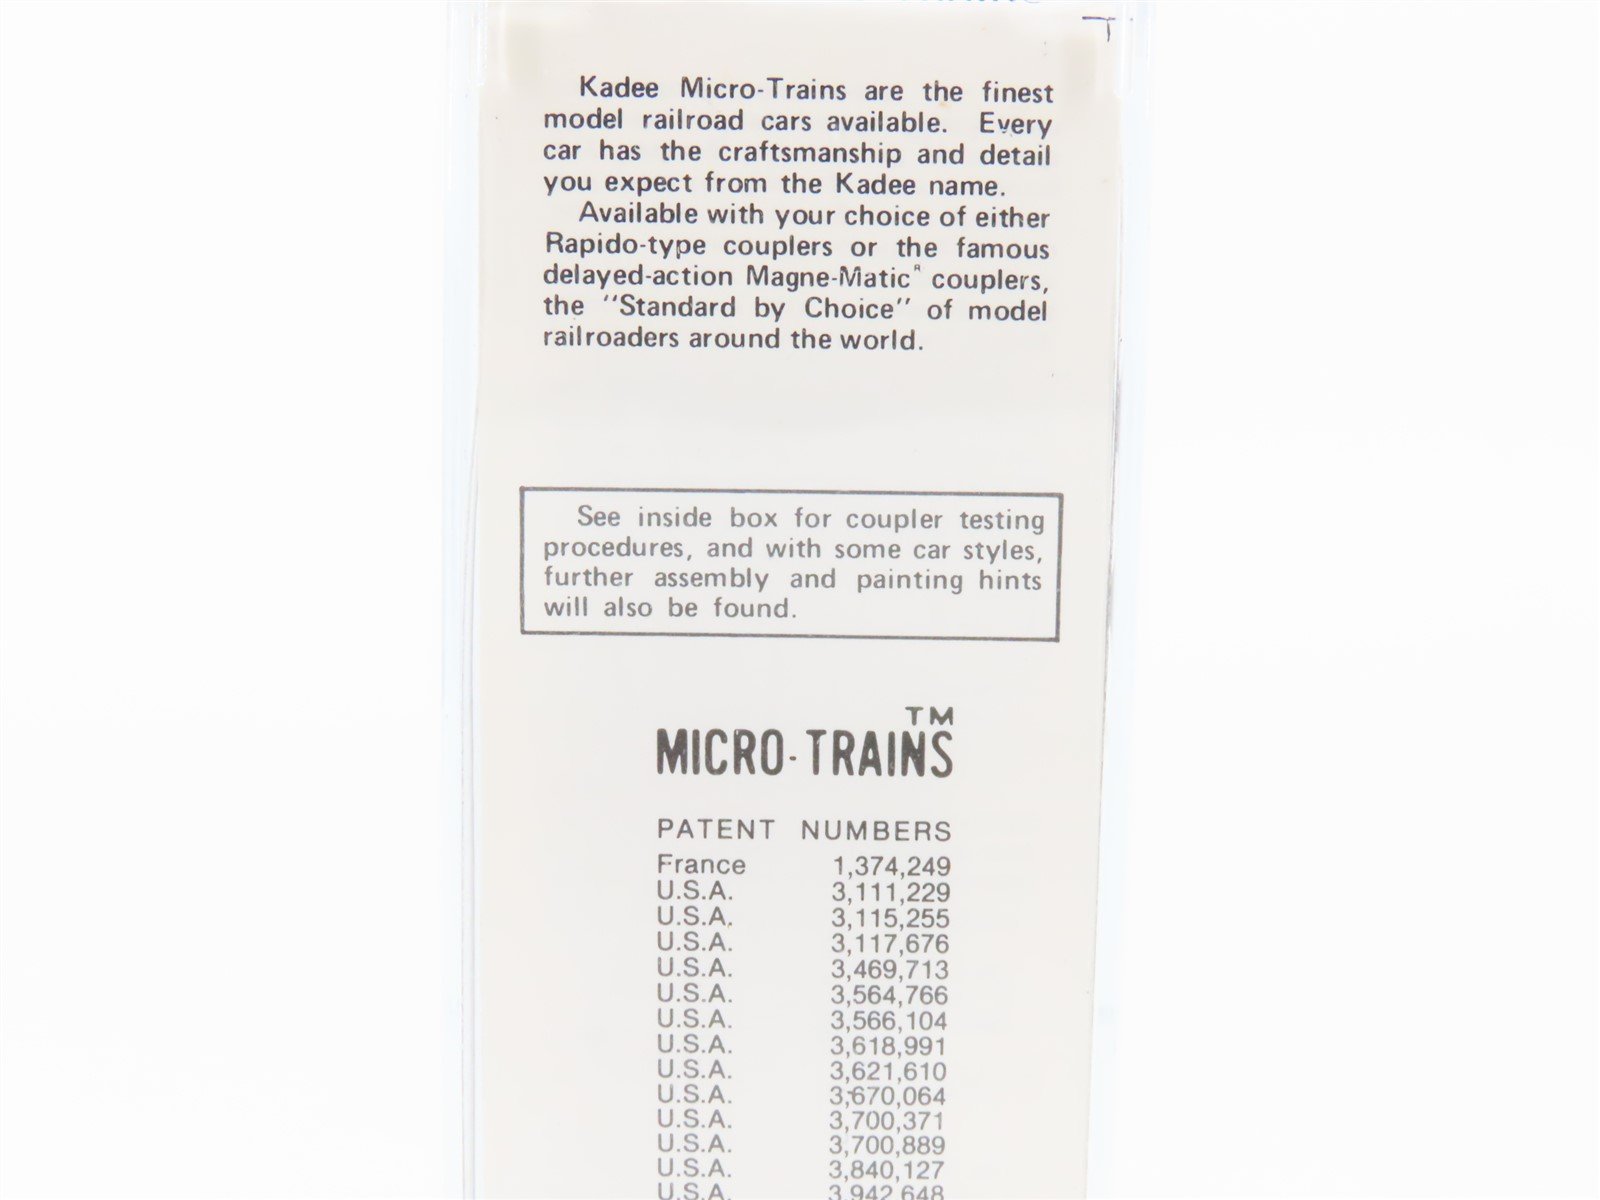 Kadee Micro-Trains are the finest
model railroad cars available. Every
car has the craftsmanship and detail
you expect from the Kadee name.
Available with your choice of either
Rapido-type couplers or the famous
delayed-action Magne-Matic® couplers,
the "Standard by Choice" of model
railroaders around the world.
See inside box for coupler testing
procedures, and with some car styles,
further assembly and painting hints
will also be found.
MICRO-TRAINS™
PATENT NUMBERS
France 1,374,249
U.S.A. 3,111,229
U.S.A. 3,115,255
U.S.A. 3,117,676
U.S.A. 3,469,713
U.S.A. 3,564,766
U.S.A. 3,566,104
U.S.A. 3,618,991
U.S.A. 3,621,610
U.S.A. 3,670,064
U.S.A. 3,700,371
U.S.A. 3,700,889
U.S.A. 3,840,127
U.S.A. 3,942,648